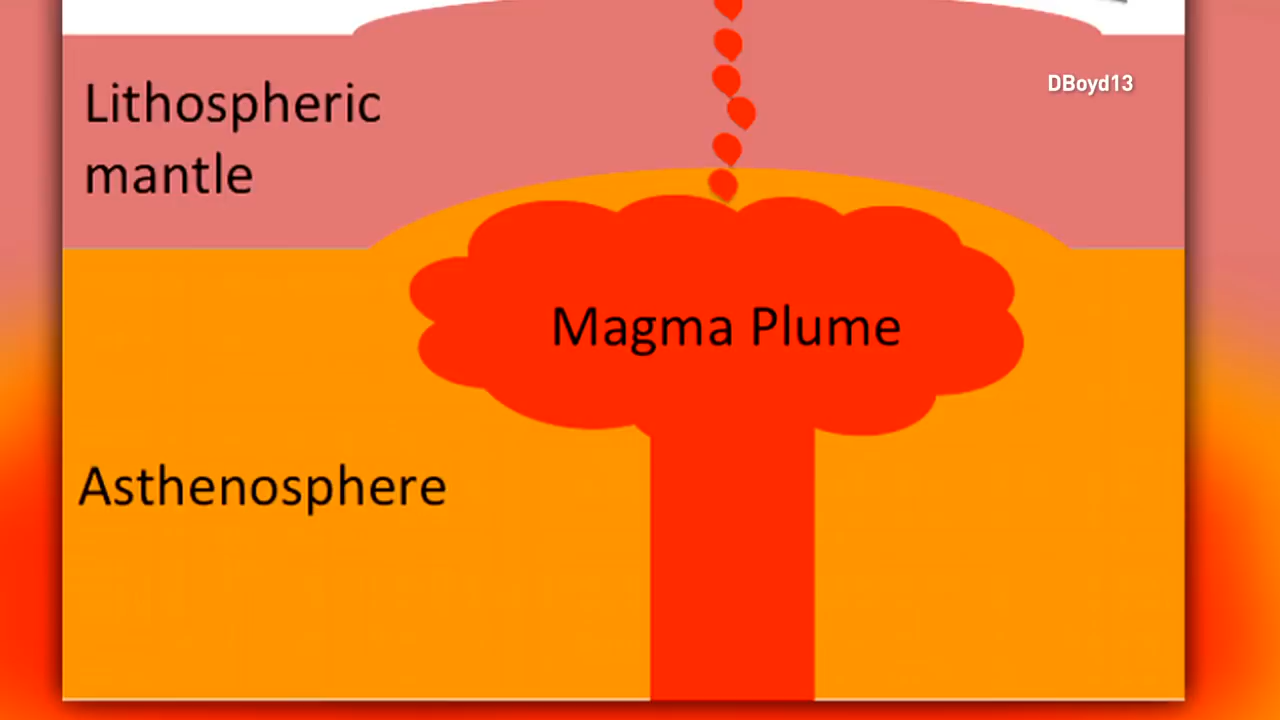 DBoyd13
Lithospheric
mantle
Magma Plume
Asthenosphere